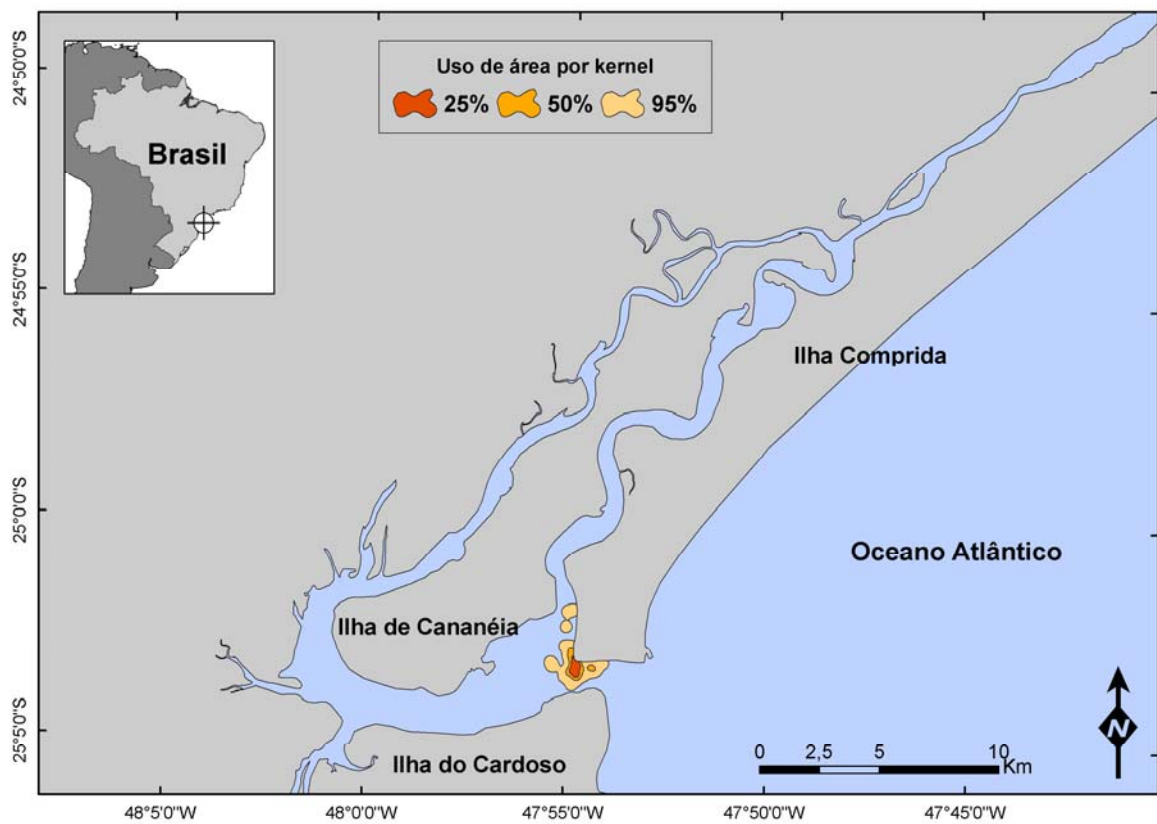 Uso de área por kernel
25% 50% 95%
Brasil
Ilha Comprida
Oceano Atlântico
Ilha de Cananéia
Ilha do Cardoso
0 2,5 5 10
Km
N
24°50'0"S
24°55'0"S
25°0'0"S
25°5'0"S
48°5'0"W
48°0'0"W
47°55'0"W
47°50'0"W
47°45'0"W